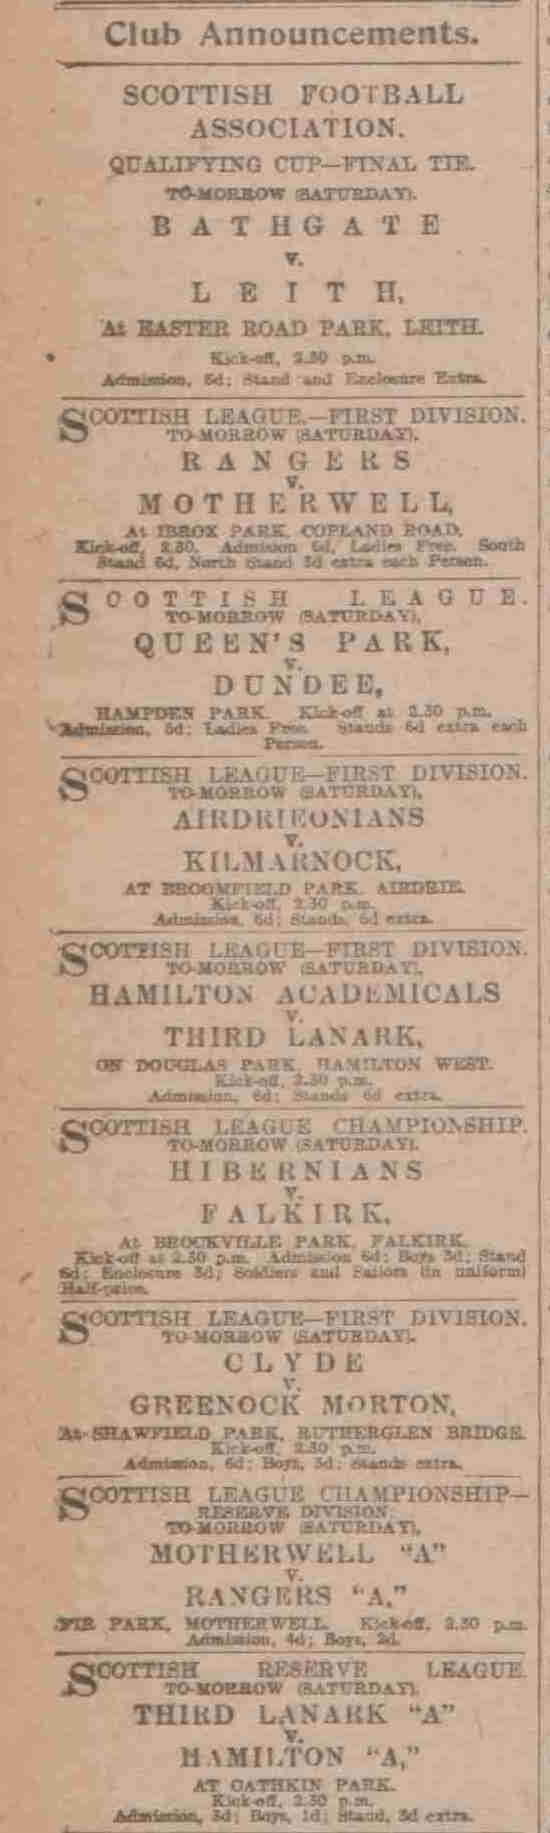 Club Announcements.
SCOTTISH FOOTBALL
ASSOCIATION.
QUALIFYING CUP—FINAL TIE.
TO-MORROW (SATURDAY).
BATHGATE
v.
LEITH,
At EASTER ROAD PARK, LEITH.
Kick-off, 2.30 p.m.
Admission, 6d; Stand and Enclosure Extra.
SCOTTISH LEAGUE.—FIRST DIVISION.
TO-MORROW (SATURDAY),
RANGERS
v.
MOTHERWELL,
At IBROX PARK, COPLAND ROAD.
Kick-off, 2.30. Admission 6d, Ladies Free. South
Stand 6d, North Stand 3d extra each Person.
SCOTTISH LEAGUE.
TO-MORROW (SATURDAY),
QUEEN'S PARK,
v.
DUNDEE,
HAMPDEN PARK. Kick-off at 2.30 p.m.
Admission, 6d; Ladies Free. Stands 6d extra each
Person.
SCOTTISH LEAGUE—FIRST DIVISION.
TO-MORROW (SATURDAY),
AIRDRIEONIANS
v.
KILMARNOCK,
AT BROOMFIELD PARK, AIRDRIE.
Kick-off, 2.30 p.m.
Admission, 6d; Stands, 6d extra.
SCOTTISH LEAGUE—FIRST DIVISION.
TO-MORROW (SATURDAY),
HAMILTON ACADEMICALS
v.
THIRD LANARK,
ON DOUGLAS PARK, HAMILTON WEST.
Kick-off, 2.30 p.m.
Admission, 6d; Stands 6d extra.
SCOTTISH LEAGUE CHAMPIONSHIP.
TO-MORROW (SATURDAY).
HIBERNIANS
v.
FALKIRK,
At BROCKVILLE PARK, FALKIRK.
Kick-off at 2.30 p.m. Admission 6d; Boys 3d; Stand
6d; Enclosure 3d; Soldiers and Sailors (in uniform)
Half-price.
SCOTTISH LEAGUE—FIRST DIVISION.
TO-MORROW (SATURDAY).
CLYDE
v.
GREENOCK MORTON,
At SHAWFIELD PARK, RUTHERGLEN BRIDGE.
Kick-off, 2.30 p.m.
Admission, 6d; Boys, 3d; Stands extra.
SCOTTISH LEAGUE CHAMPIONSHIP—
RESERVE DIVISION.
TO-MORROW (SATURDAY),
MOTHERWELL "A"
v.
RANGERS "A,"
FIR PARK, MOTHERWELL. Kick-off, 2.30 p.m.
Admission, 4d; Boys, 2d.
SCOTTISH RESERVE LEAGUE.
TO-MORROW (SATURDAY),
THIRD LANARK "A"
v.
HAMILTON "A,"
AT CATHKIN PARK.
Kick-off, 2.30 p.m.
Admission, 3d; Boys, 1d; Stand, 3d extra.